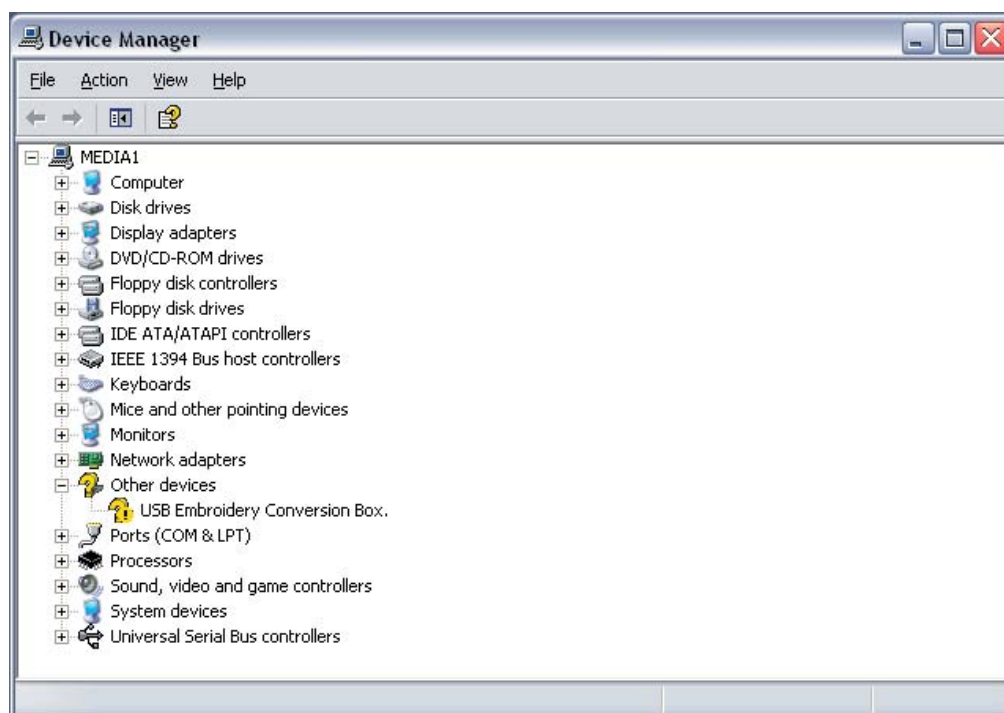 Device Manager
File Action View Help
MEDIA1
Computer
Disk drives
Display adapters
DVD/CD-ROM drives
Floppy disk controllers
Floppy disk drives
IDE ATA/ATAPI controllers
IEEE 1394 Bus host controllers
Keyboards
Mice and other pointing devices
Monitors
Network adapters
Other devices
USB Embroidery Conversion Box.
Ports (COM & LPT)
Processors
Sound, video and game controllers
System devices
Universal Serial Bus controllers